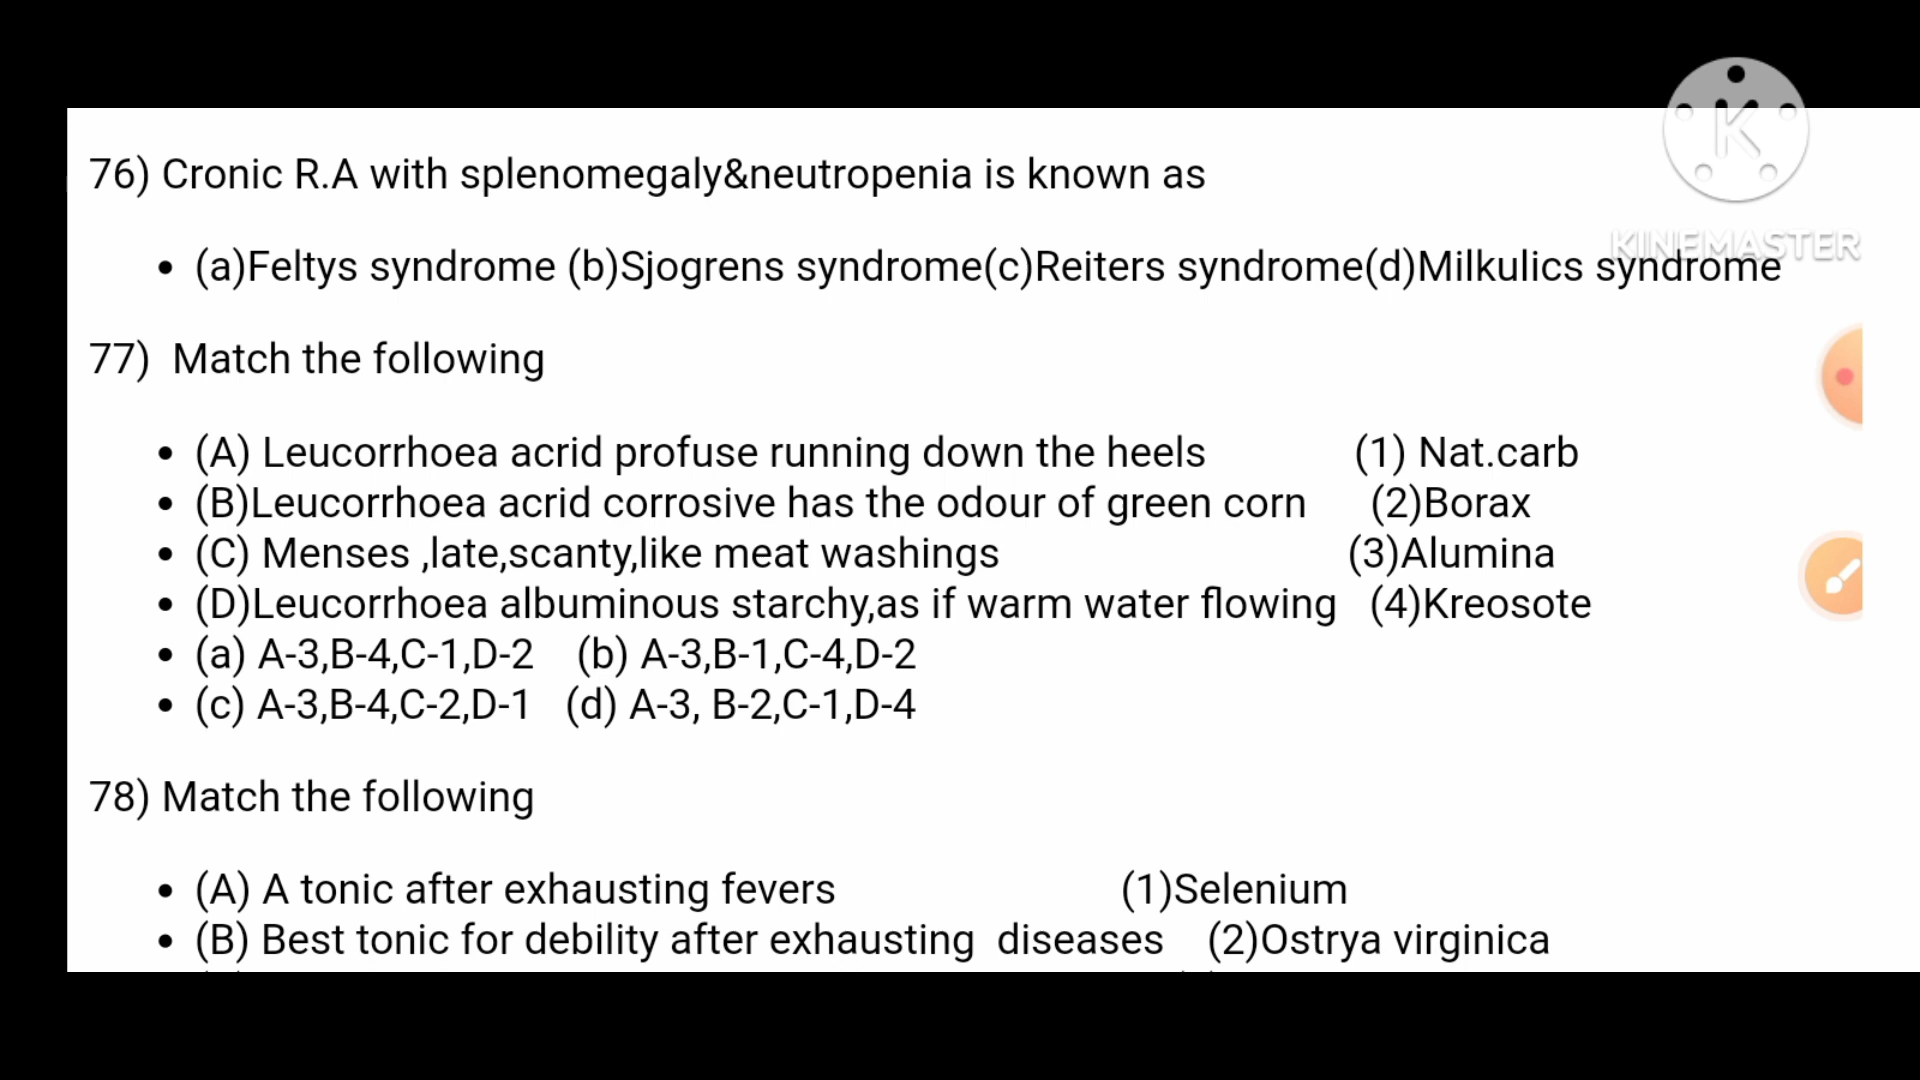 KINEMASTER
76) Cronic R.A with splenomegaly&neutropenia is known as
• (a)Feltys syndrome (b)Sjogrens syndrome(c)Reiters syndrome(d)Milkulics syndrome
77) Match the following
• (A) Leucorrhoea acrid profuse running down the heels (1) Nat.carb
• (B)Leucorrhoea acrid corrosive has the odour of green corn (2)Borax
• (C) Menses ,late,scanty,like meat washings (3)Alumina
• (D)Leucorrhoea albuminous starchy,as if warm water flowing (4)Kreosote
• (a) A-3,B-4,C-1,D-2 (b) A-3,B-1,C-4,D-2
• (c) A-3,B-4,C-2,D-1 (d) A-3, B-2,C-1,D-4
78) Match the following
• (A) A tonic after exhausting fevers (1)Selenium
• (B) Best tonic for debility after exhausting diseases (2)Ostrya virginica